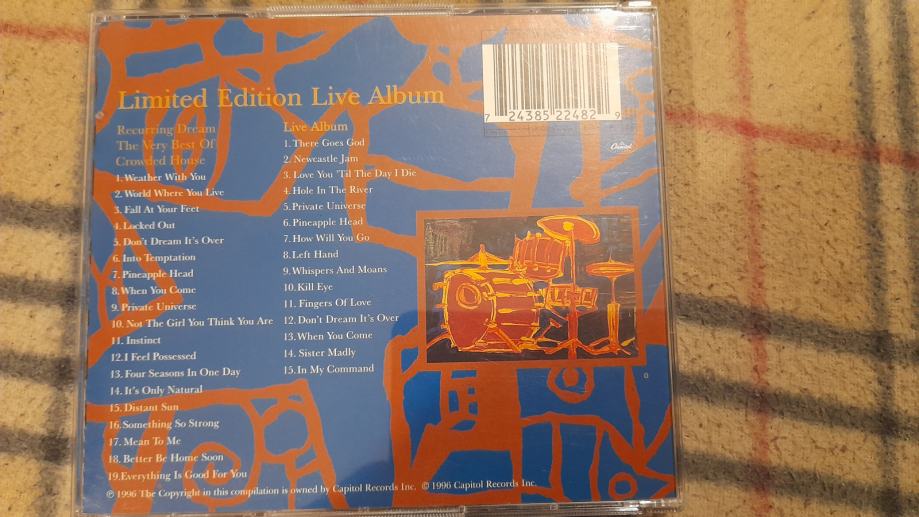 Limited Edition Live Album
Recurring Dream
The Very Best Of
Crowded House
1. Weather With You
2. World Where You Live
3. Fall At Your Feet
4. Locked Out
5. Don't Dream It's Over
6. Into Temptation
7. Pineapple Head
8. When You Come
9. Private Universe
10. Not The Girl You Think You Are
11. Instinct
12. I Feel Possessed
13. Four Seasons In One Day
14. It's Only Natural
15. Distant Sun
16. Something So Strong
17. Mean To Me
18. Better Be Home Soon
19. Everything Is Good For You
Live Album
1. There Goes God
2. Newcastle Jam
3. Love You 'Til The Day I Die
4. Hole In The River
5. Private Universe
6. Pineapple Head
7. How Will You Go
8. Left Hand
9. Whispers And Moans
10. Kill Eye
11. Fingers Of Love
12. Don't Dream It's Over
13. When You Come
14. Sister Madly
15. In My Command
7 24385 22482 9
Capitol
℗ 1996 The Copyright in this compilation is owned by Capitol Records Inc. © 1996 Capitol Records Inc.